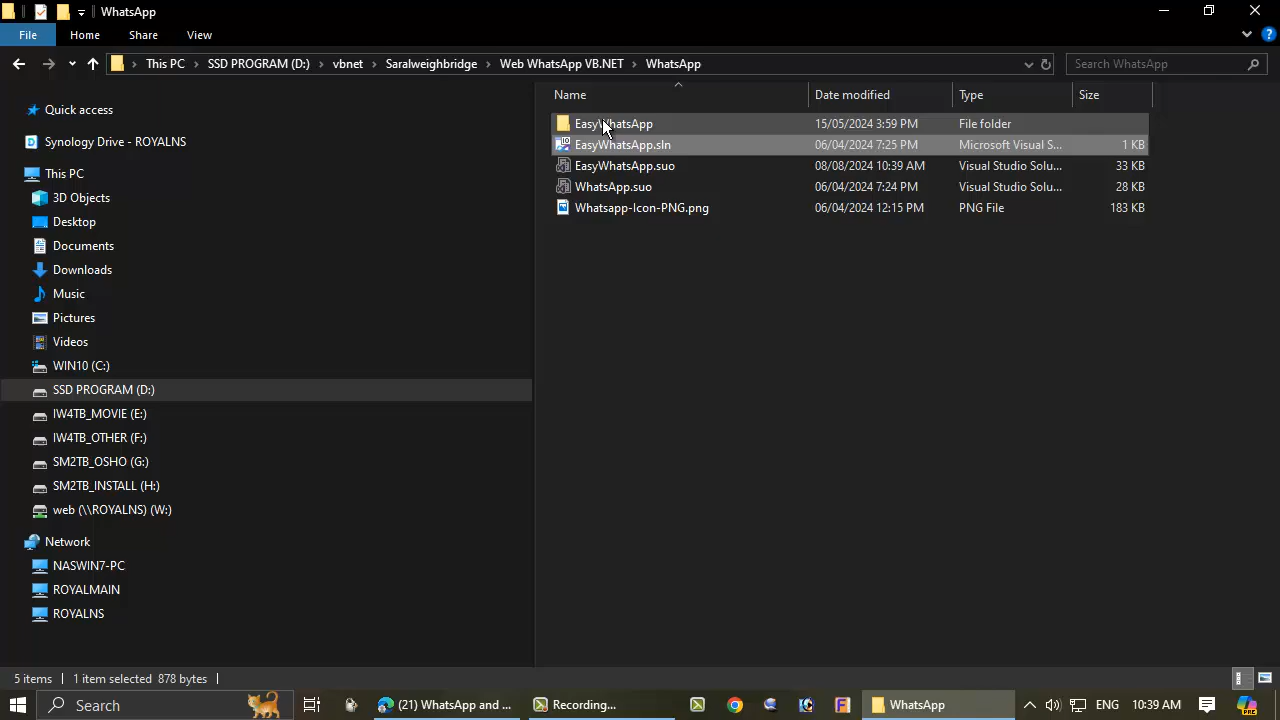 WhatsApp
File Home Share View
This PC > SSD PROGRAM (D:) > vbnet > Saralweighbridge > Web WhatsApp VB.NET > WhatsApp
Search WhatsApp
Name Date modified Type Size
EasyWhatsApp 15/05/2024 3:59 PM File folder
EasyWhatsApp.sln 06/04/2024 7:25 PM Microsoft Visual S... 1 KB
EasyWhatsApp.suo 08/08/2024 10:39 AM Visual Studio Solu... 33 KB
WhatsApp.suo 06/04/2024 7:24 PM Visual Studio Solu... 28 KB
Whatsapp-Icon-PNG.png 06/04/2024 12:15 PM PNG File 183 KB
Quick access
Synology Drive - ROYALNS
This PC
3D Objects
Desktop
Documents
Downloads
Music
Pictures
Videos
WIN10 (C:)
SSD PROGRAM (D:)
IW4TB_MOVIE (E:)
IW4TB_OTHER (F:)
SM2TB_OSHO (G:)
SM2TB_INSTALL (H:)
web (\\ROYALNS) (W:)
Network
NASWIN7-PC
ROYALMAIN
ROYALNS
5 items 1 item selected 878 bytes
Search
(21) WhatsApp and ...
Recording...
WhatsApp
ENG 10:39 AM